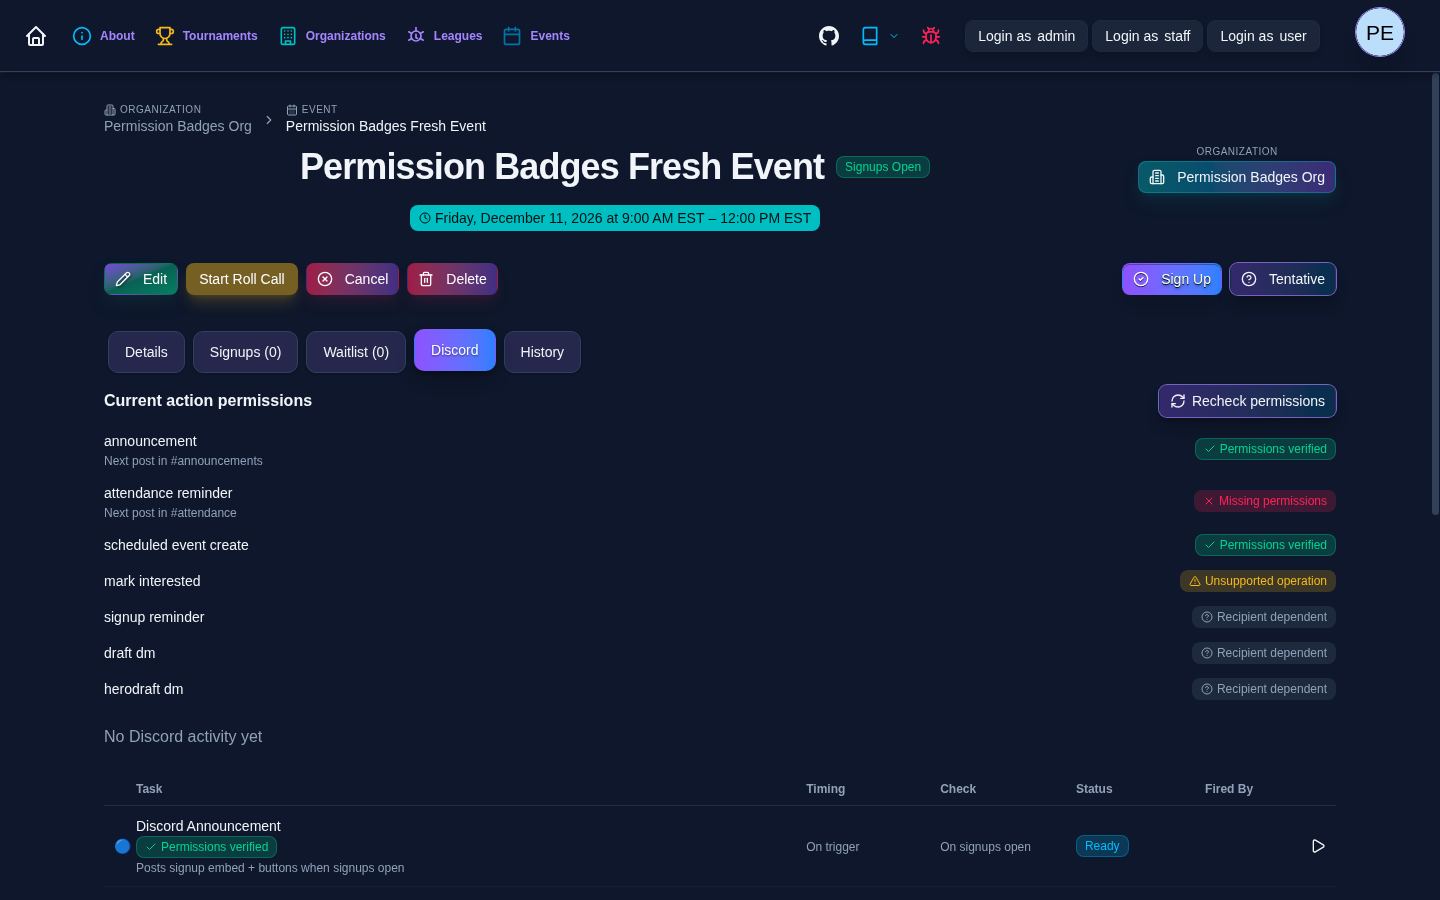 About Tournaments Organizations Leagues Events Login as admin Login as staff Login as user PE
ORGANIZATION EVENT
Permission Badges Org Permission Badges Fresh Event
Permission Badges Fresh Event Signups Open
ORGANIZATION
Permission Badges Org
Friday, December 11, 2026 at 9:00 AM EST – 12:00 PM EST
Edit Start Roll Call Cancel Delete Sign Up Tentative
Details Signups (0) Waitlist (0) Discord History
Current action permissions Recheck permissions
announcement
Next post in #announcements
Permissions verified
attendance reminder
Next post in #attendance
Missing permissions
scheduled event create Permissions verified
mark interested Unsupported operation
signup reminder Recipient dependent
draft dm Recipient dependent
herodraft dm Recipient dependent
No Discord activity yet
Task Timing Check Status Fired By
Discord Announcement
Permissions verified
Posts signup embed + buttons when signups open
On trigger On signups open Ready